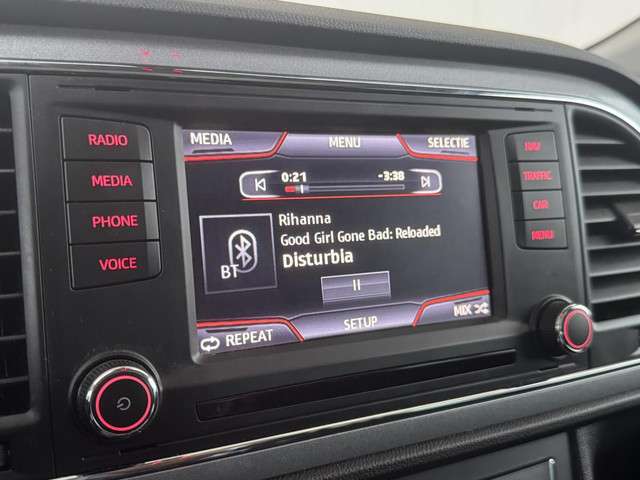 RADIO
MEDIA
PHONE
VOICE
MEDIA MENU SELECTIE
0:21 -3:38
Rihanna
Good Girl Gone Bad: Reloaded
Disturbia
BT
REPEAT SETUP MIX
NAV
TRAFFIC
CAR
MENU